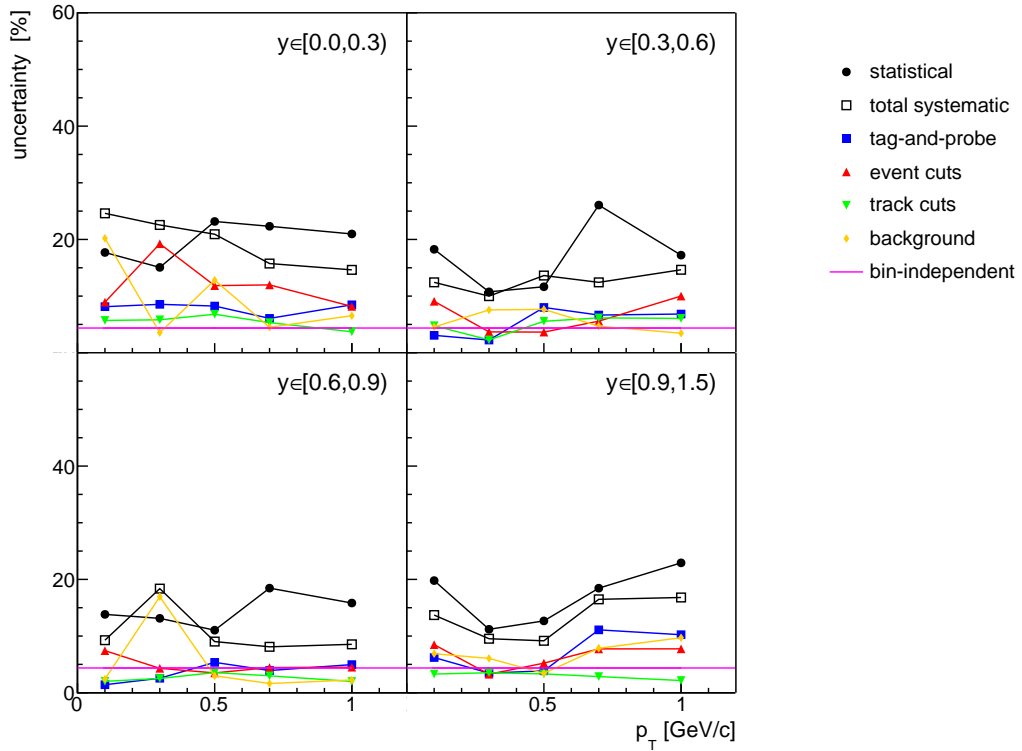 uncertainty [%]
60
40
20
y∈[0.0,0.3)
y∈[0.3,0.6)
statistical
total systematic
tag-and-probe
event cuts
track cuts
background
bin-independent
40
20
0
y∈[0.6,0.9)
y∈[0.9,1.5)
0
0.5
1
0.5
1
p_T [GeV/c]